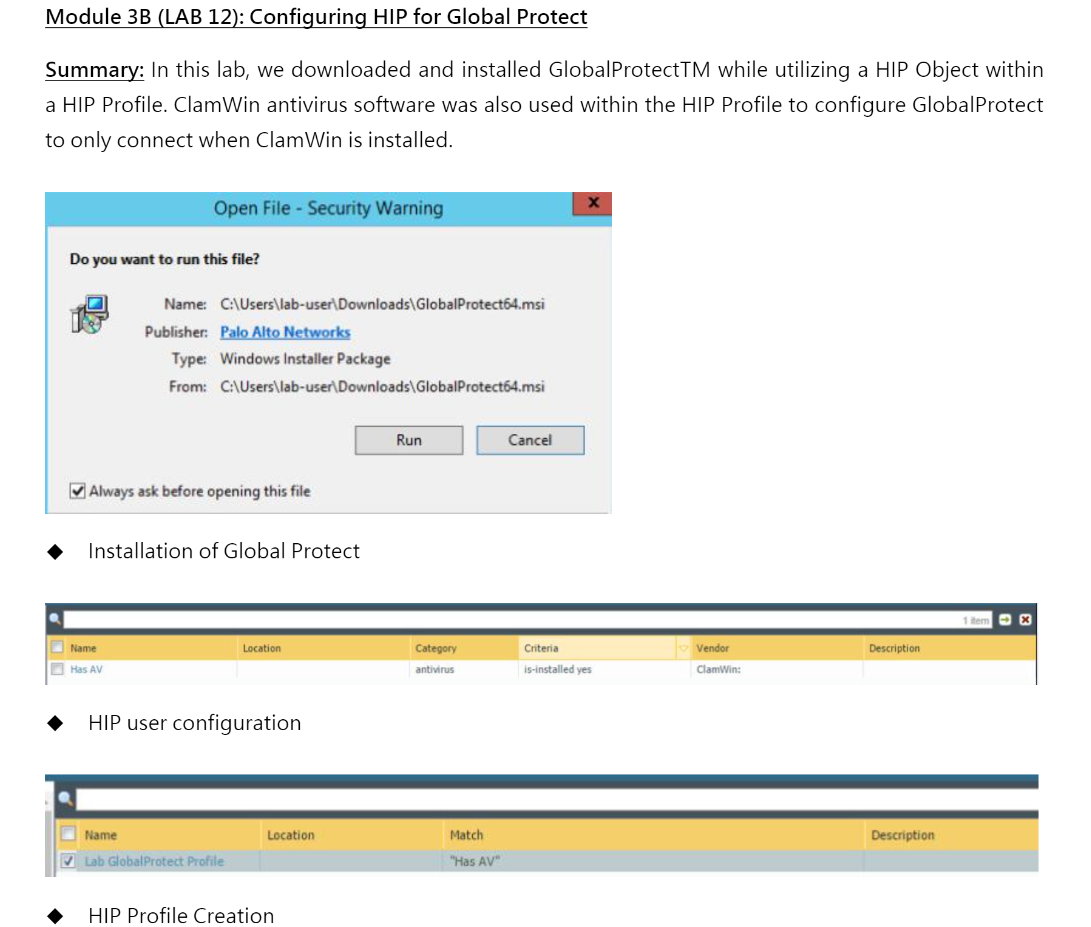 Module 3B (LAB 12): Configuring HIP for Global Protect
Summary: In this lab, we downloaded and installed GlobalProtectTM while utilizing a HIP Object within
a HIP Profile. ClamWin antivirus software was also used within the HIP Profile to configure GlobalProtect
to only connect when ClamWin is installed.
Open File - Security Warning
x
Do you want to run this file?
Name: C:\Users\lab-user\Downloads\GlobalProtect64.msi
Publisher: Palo Alto Networks
Type: Windows Installer Package
From: C:\Users\lab-user\Downloads\GlobalProtect64.msi
Run Cancel
Always ask before opening this file
◆ Installation of Global Protect
1 item
Name Location Category Criteria Vendor Description
Has AV antivirus is-installed yes ClamWin:
◆ HIP user configuration
Name Location Match Description
Lab GlobalProtect Profile "Has AV"
◆ HIP Profile Creation